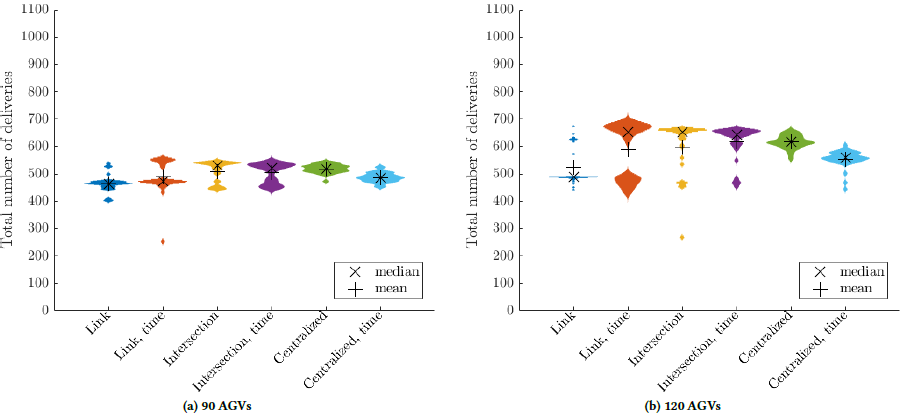 Total number of deliveries
1100
1000
900
800
700
600
500
400
300
200
100
0
median
mean
Link
Link, time
Intersection
Intersection, time
Centralized
Centralized, time
(a) 90 AGVs
Total number of deliveries
1100
1000
900
800
700
600
500
400
300
200
100
0
median
mean
Link
Link, time
Intersection
Intersection, time
Centralized
Centralized, time
(b) 120 AGVs